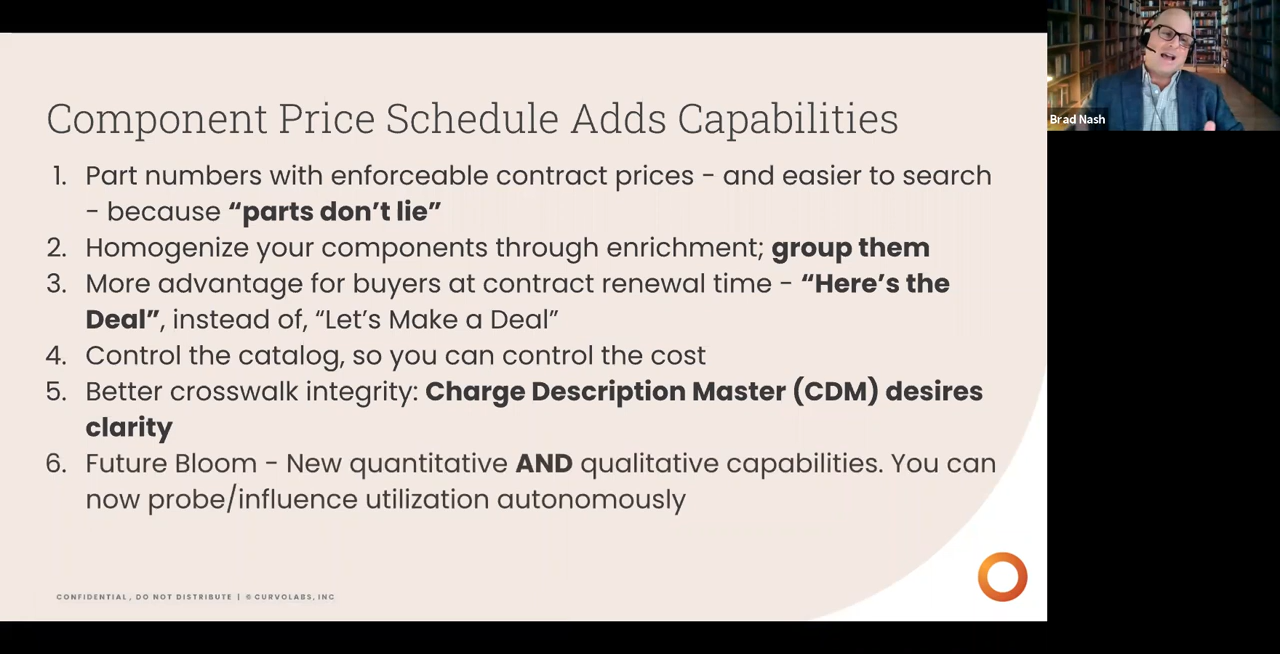 Component Price Schedule Adds Capabilities
1. Part numbers with enforceable contract prices - and easier to search
- because “parts don’t lie”
2. Homogenize your components through enrichment; group them
3. More advantage for buyers at contract renewal time - “Here’s the
Deal”, instead of, “Let’s Make a Deal”
4. Control the catalog, so you can control the cost
5. Better crosswalk integrity: Charge Description Master (CDM) desires
clarity
6. Future Bloom - New quantitative AND qualitative capabilities. You can
now probe/influence utilization autonomously
CONFIDENTIAL, DO NOT DISTRIBUTE | © CURVOLABS, INC
Brad Nash